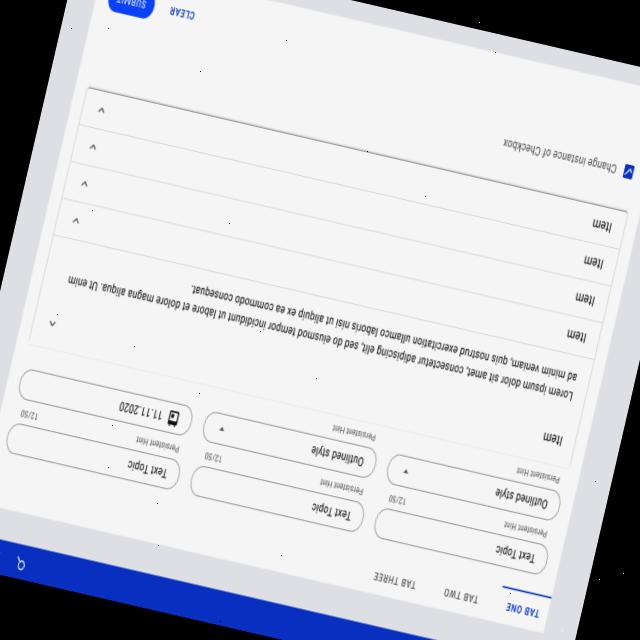 TAB ONE
TAB TWO
TAB THREE
Text Topic
Text Topic
Text Topic
Persistent Hint
12/50
Persistent Hint
12/50
Persistent Hint
12/50
Outlined style
Outlined style
11.11.2020
Persistent Hint
Persistent Hint
Item
Lorem ipsum dolor sit amet, consectetur adipiscing elit, sed do eiusmod tempor incididunt ut labore et dolore magna aliqua. Ut enim
ad minim veniam, quis nostrud exercitation ullamco laboris nisi ut aliquip ex ea commodo consequat.
Item
Item
Item
Item
Change instance of Checkbox
CLEAR
SUBMIT